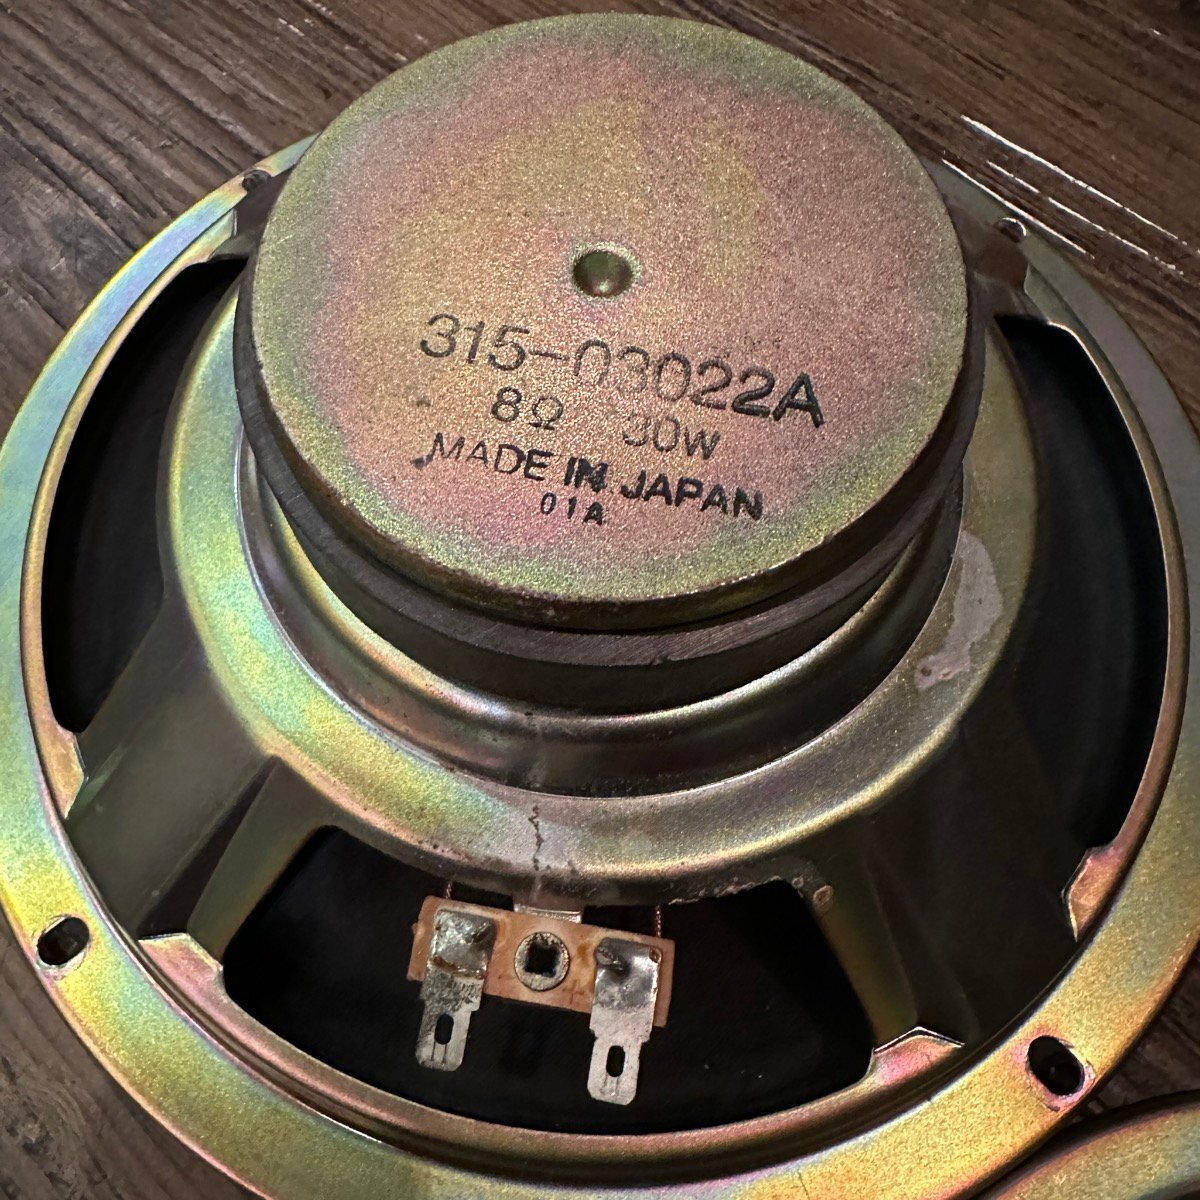 315-03022A
8Ω 30W
MADE IN JAPAN
01A